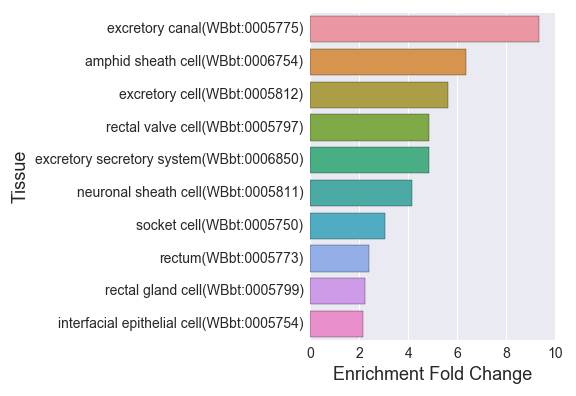 excretory canal(WBbt:0005775)
amphid sheath cell(WBbt:0006754)
excretory cell(WBbt:0005812)
rectal valve cell(WBbt:0005797)
excretory secretory system(WBbt:0006850)
neuronal sheath cell(WBbt:0005811)
socket cell(WBbt:0005750)
rectum(WBbt:0005773)
rectal gland cell(WBbt:0005799)
interfacial epithelial cell(WBbt:0005754)
Tissue
0 2 4 6 8 10
Enrichment Fold Change